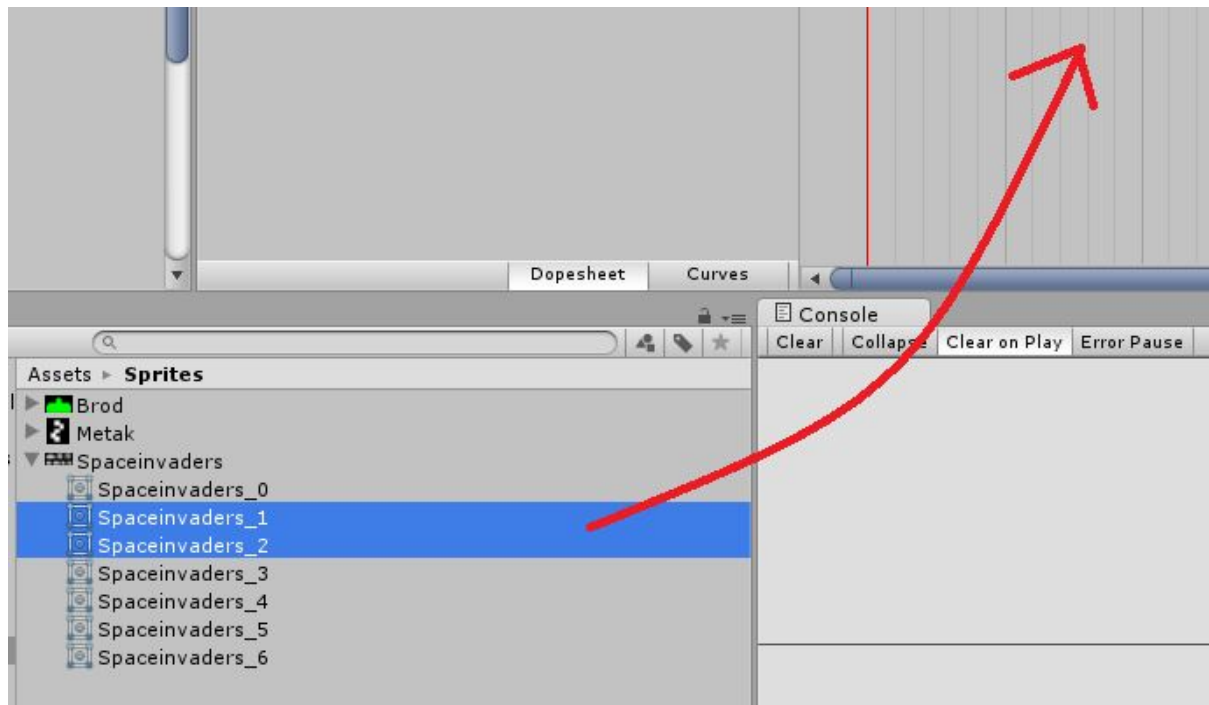 Dopesheet Curves
Console
Clear Collapse Clear on Play Error Pause
Assets Sprites
Brod
Metak
Spaceinvaders
Spaceinvaders_0
Spaceinvaders_1
Spaceinvaders_2
Spaceinvaders_3
Spaceinvaders_4
Spaceinvaders_5
Spaceinvaders_6